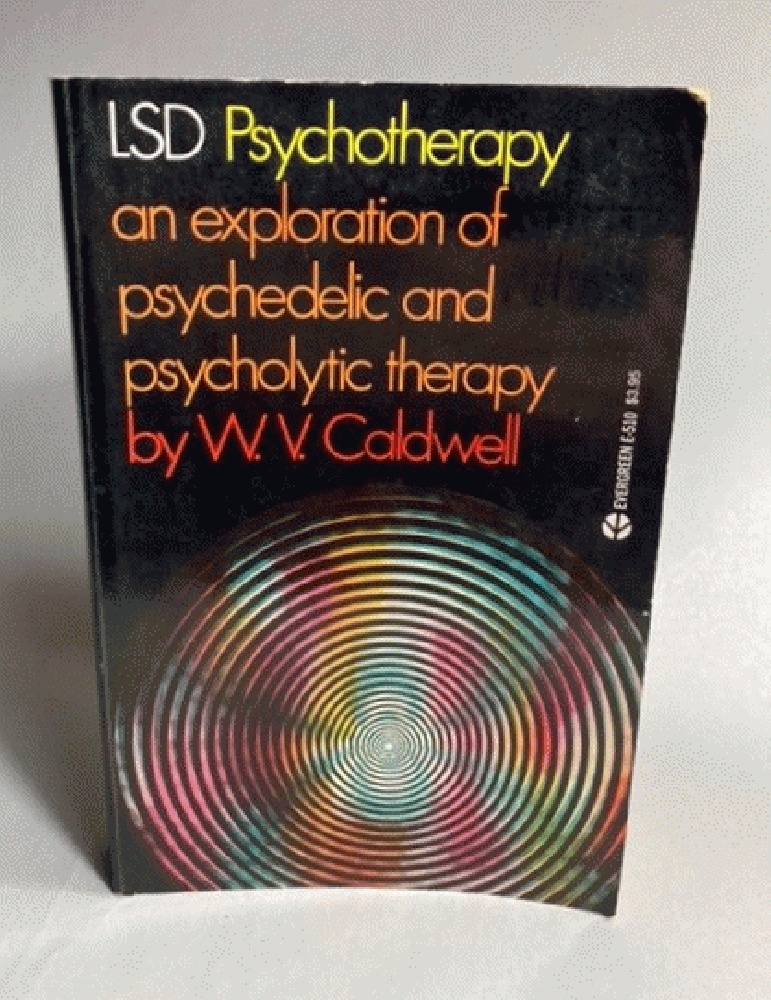 LSD Psychotherapy
an exploration of
psychedelic and
psycholytic therapy
by W. V. Caldwell
EVERGREEN E-510 $3.95